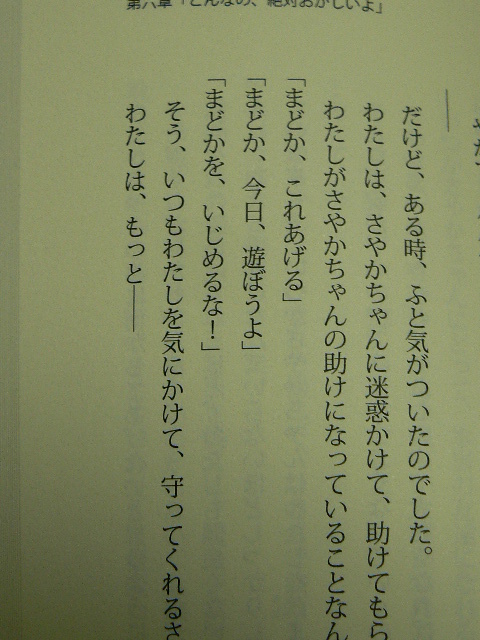 第六章「こんなの、絶対おかしいよ」
だけど、ある時、ふと気がついたのでした。
わたしは、さやかちゃんに迷惑かけて、助けてもら
わたしがさやかちゃんの助けになっていることなん
「まどか、これあげる」
「まどか、今日、遊ぼうよ」
「まどかを、いじめるな！」
そう、いつもわたしを気にかけて、守ってくれるさ
わたしは、もっと――